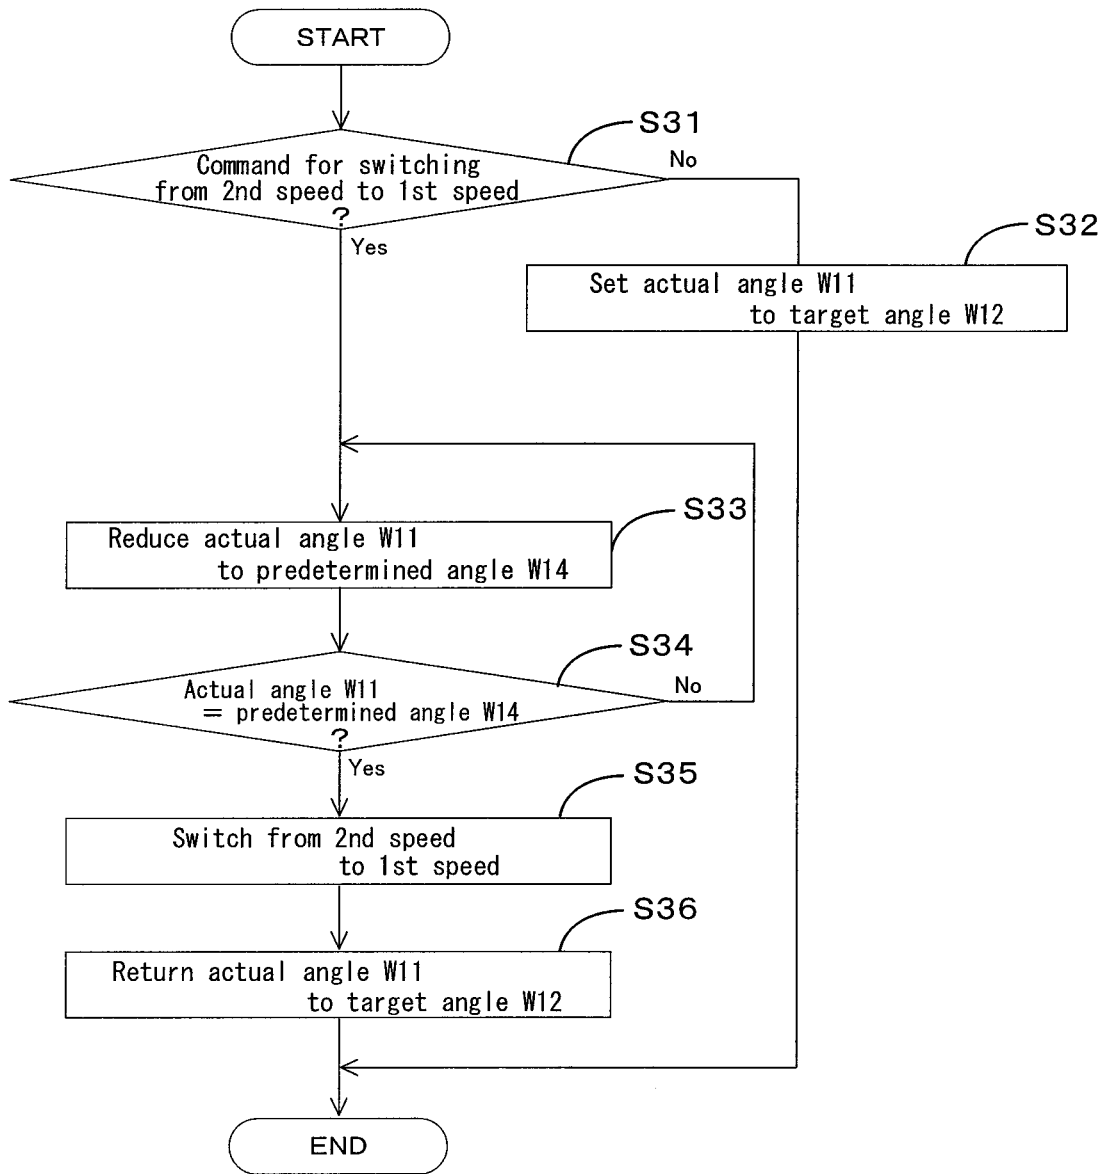 START
S31
Command for switching
from 2nd speed to 1st speed
?
No
Yes
S32
Set actual angle W11
to target angle W12
S33
Reduce actual angle W11
to predetermined angle W14
S34
Actual angle W11
= predetermined angle W14
?
No
Yes
S35
Switch from 2nd speed
to 1st speed
S36
Return actual angle W11
to target angle W12
END